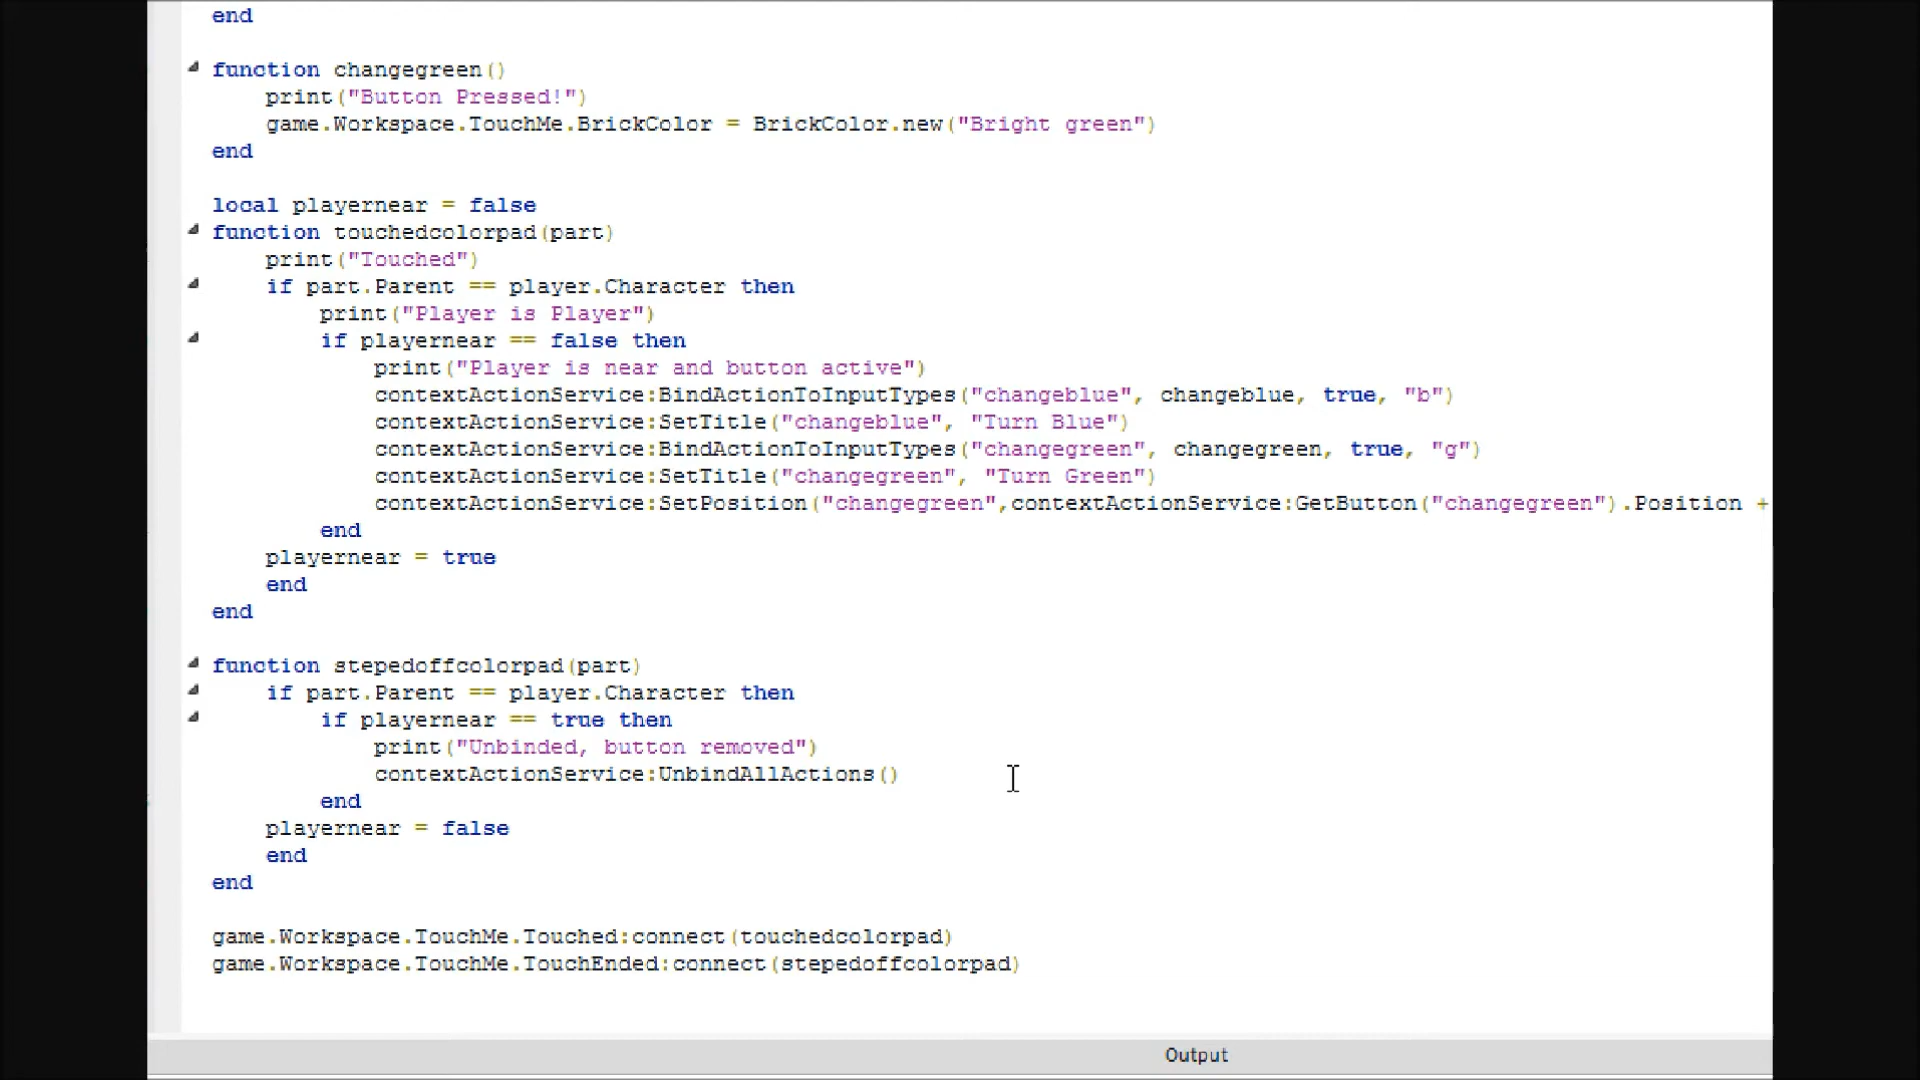 end
function changegreen()
print("Button Pressed!")
game.Workspace.TouchMe.BrickColor = BrickColor.new("Bright green")
end
local playernear = false
function touchedcolorpad(part)
print("Touched")
if part.Parent == player.Character then
print("Player is Player")
if playernear == false then
print("Player is near and button active")
contextActionService:BindActionToInputTypes("changeblue", changeblue, true, "b")
contextActionService:SetTitle("changeblue", "Turn Blue")
contextActionService:BindActionToInputTypes("changegreen", changegreen, true, "g")
contextActionService:SetTitle("changegreen", "Turn Green")
contextActionService:SetPosition("changegreen",contextActionService:GetButton("changegreen").Position +
end
playernear = true
end
end
function stepedoffcolorpad(part)
if part.Parent == player.Character then
if playernear == true then
print("Unbinded, button removed")
contextActionService:UnbindAllActions()
end
playernear = false
end
end
game.Workspace.TouchMe.Touched:connect(touchedcolorpad)
game.Workspace.TouchMe.TouchEnded:connect(stepedoffcolorpad)
Output